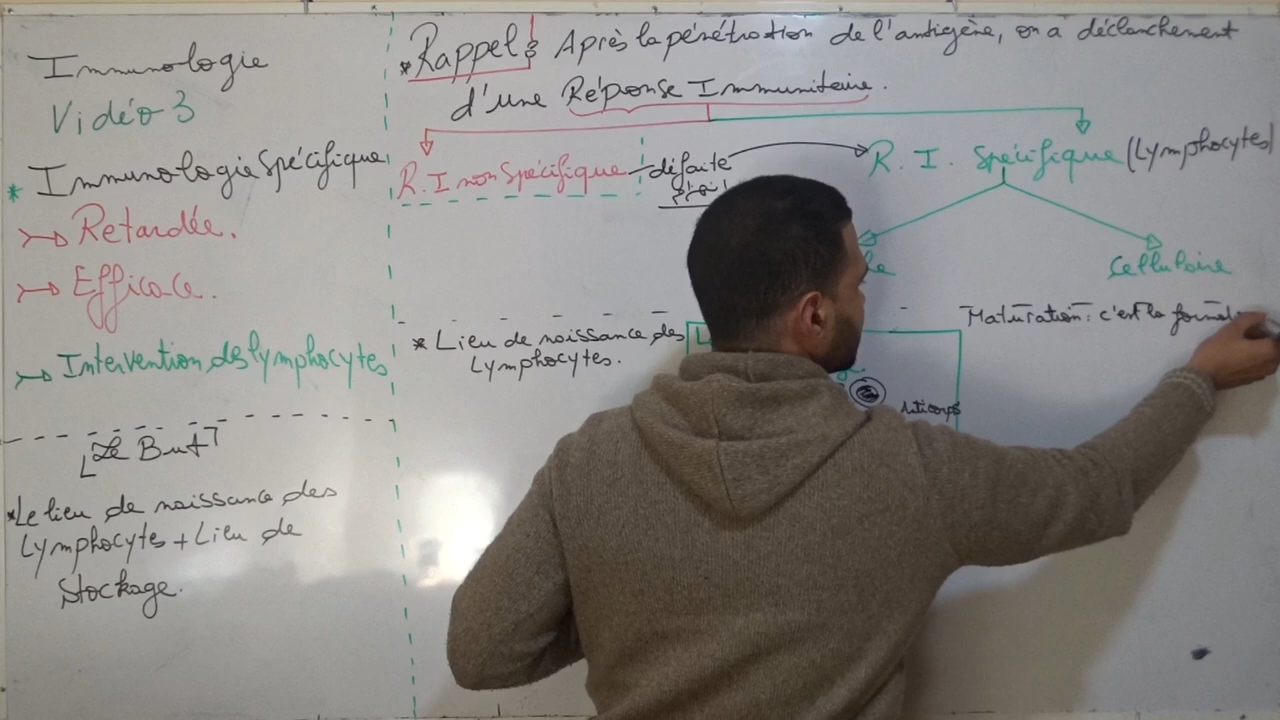 Immunologie
Vidéo 3
* Immunologie Spécifique
Retardée.
Efficace.
Intervention des lymphocytes
Le But
*Le lieu de naissance des
Lymphocytes + Lieu de
Stockage.
* Rappel : Après la pénétration de l'antigène, on a déclanchement
d'une Réponse Immunitaire.
R. I non Spécifique défaite R. I. Spécifique (Lymphocytes)
Cellulaire
* Lieu de naissance des
Lymphocytes.
Anticorps
Maturation : c'est la format